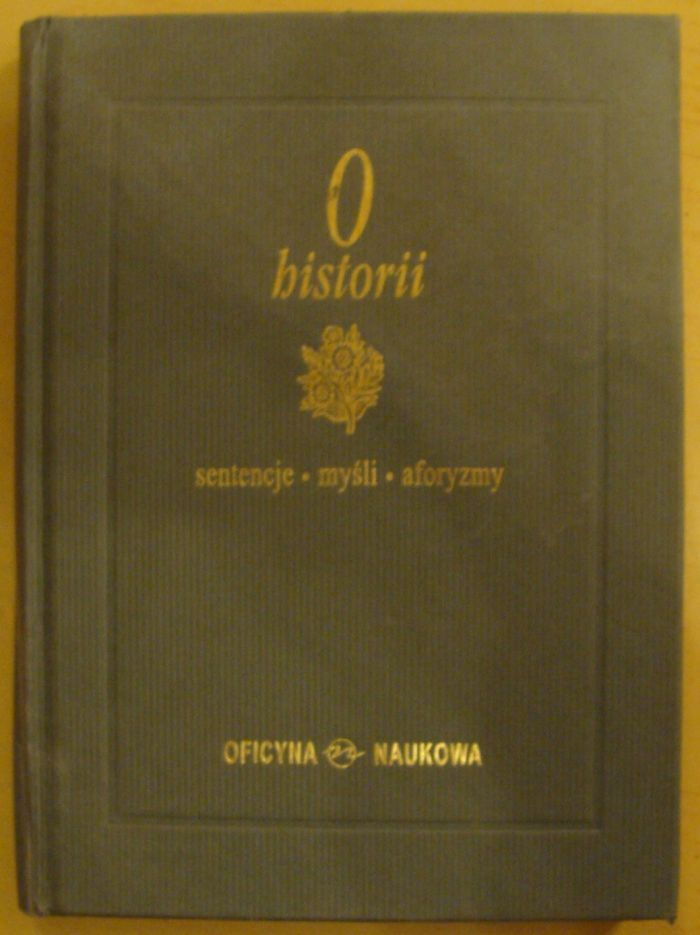 O
historii
sentencje • myśli • aforyzmy
OFICYNA NAUKOWA